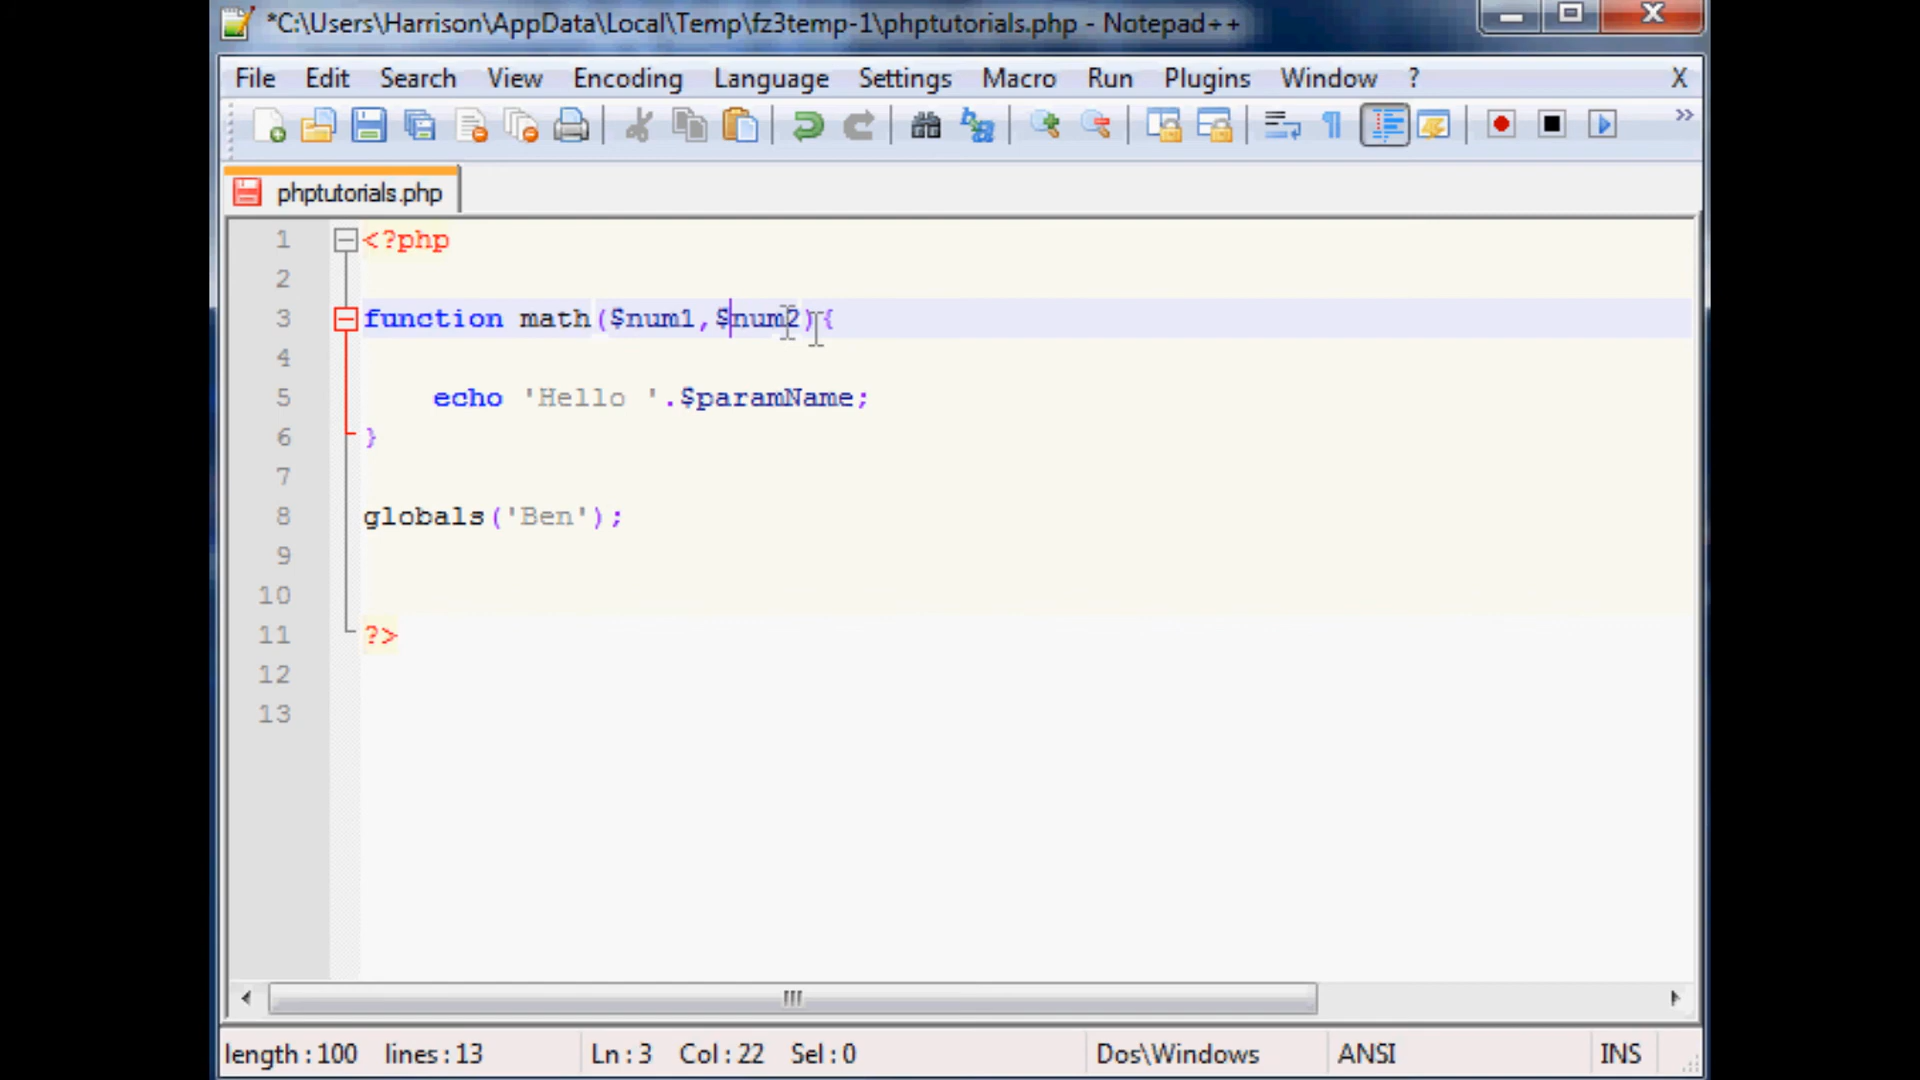 *C:\Users\Harrison\AppData\Local\Temp\fz3temp-1\phptutorials.php - Notepad++
File Edit Search View Encoding Language Settings Macro Run Plugins Window ? X
phptutorials.php
1 <?php
2
3 function math($num1,$num2){
4
5 echo 'Hello '.$paramName;
6 }
7
8 globals('Ben');
9
10
11 ?>
12
13
length : 100 lines : 13 Ln : 3 Col : 22 Sel : 0 Dos\Windows ANSI INS